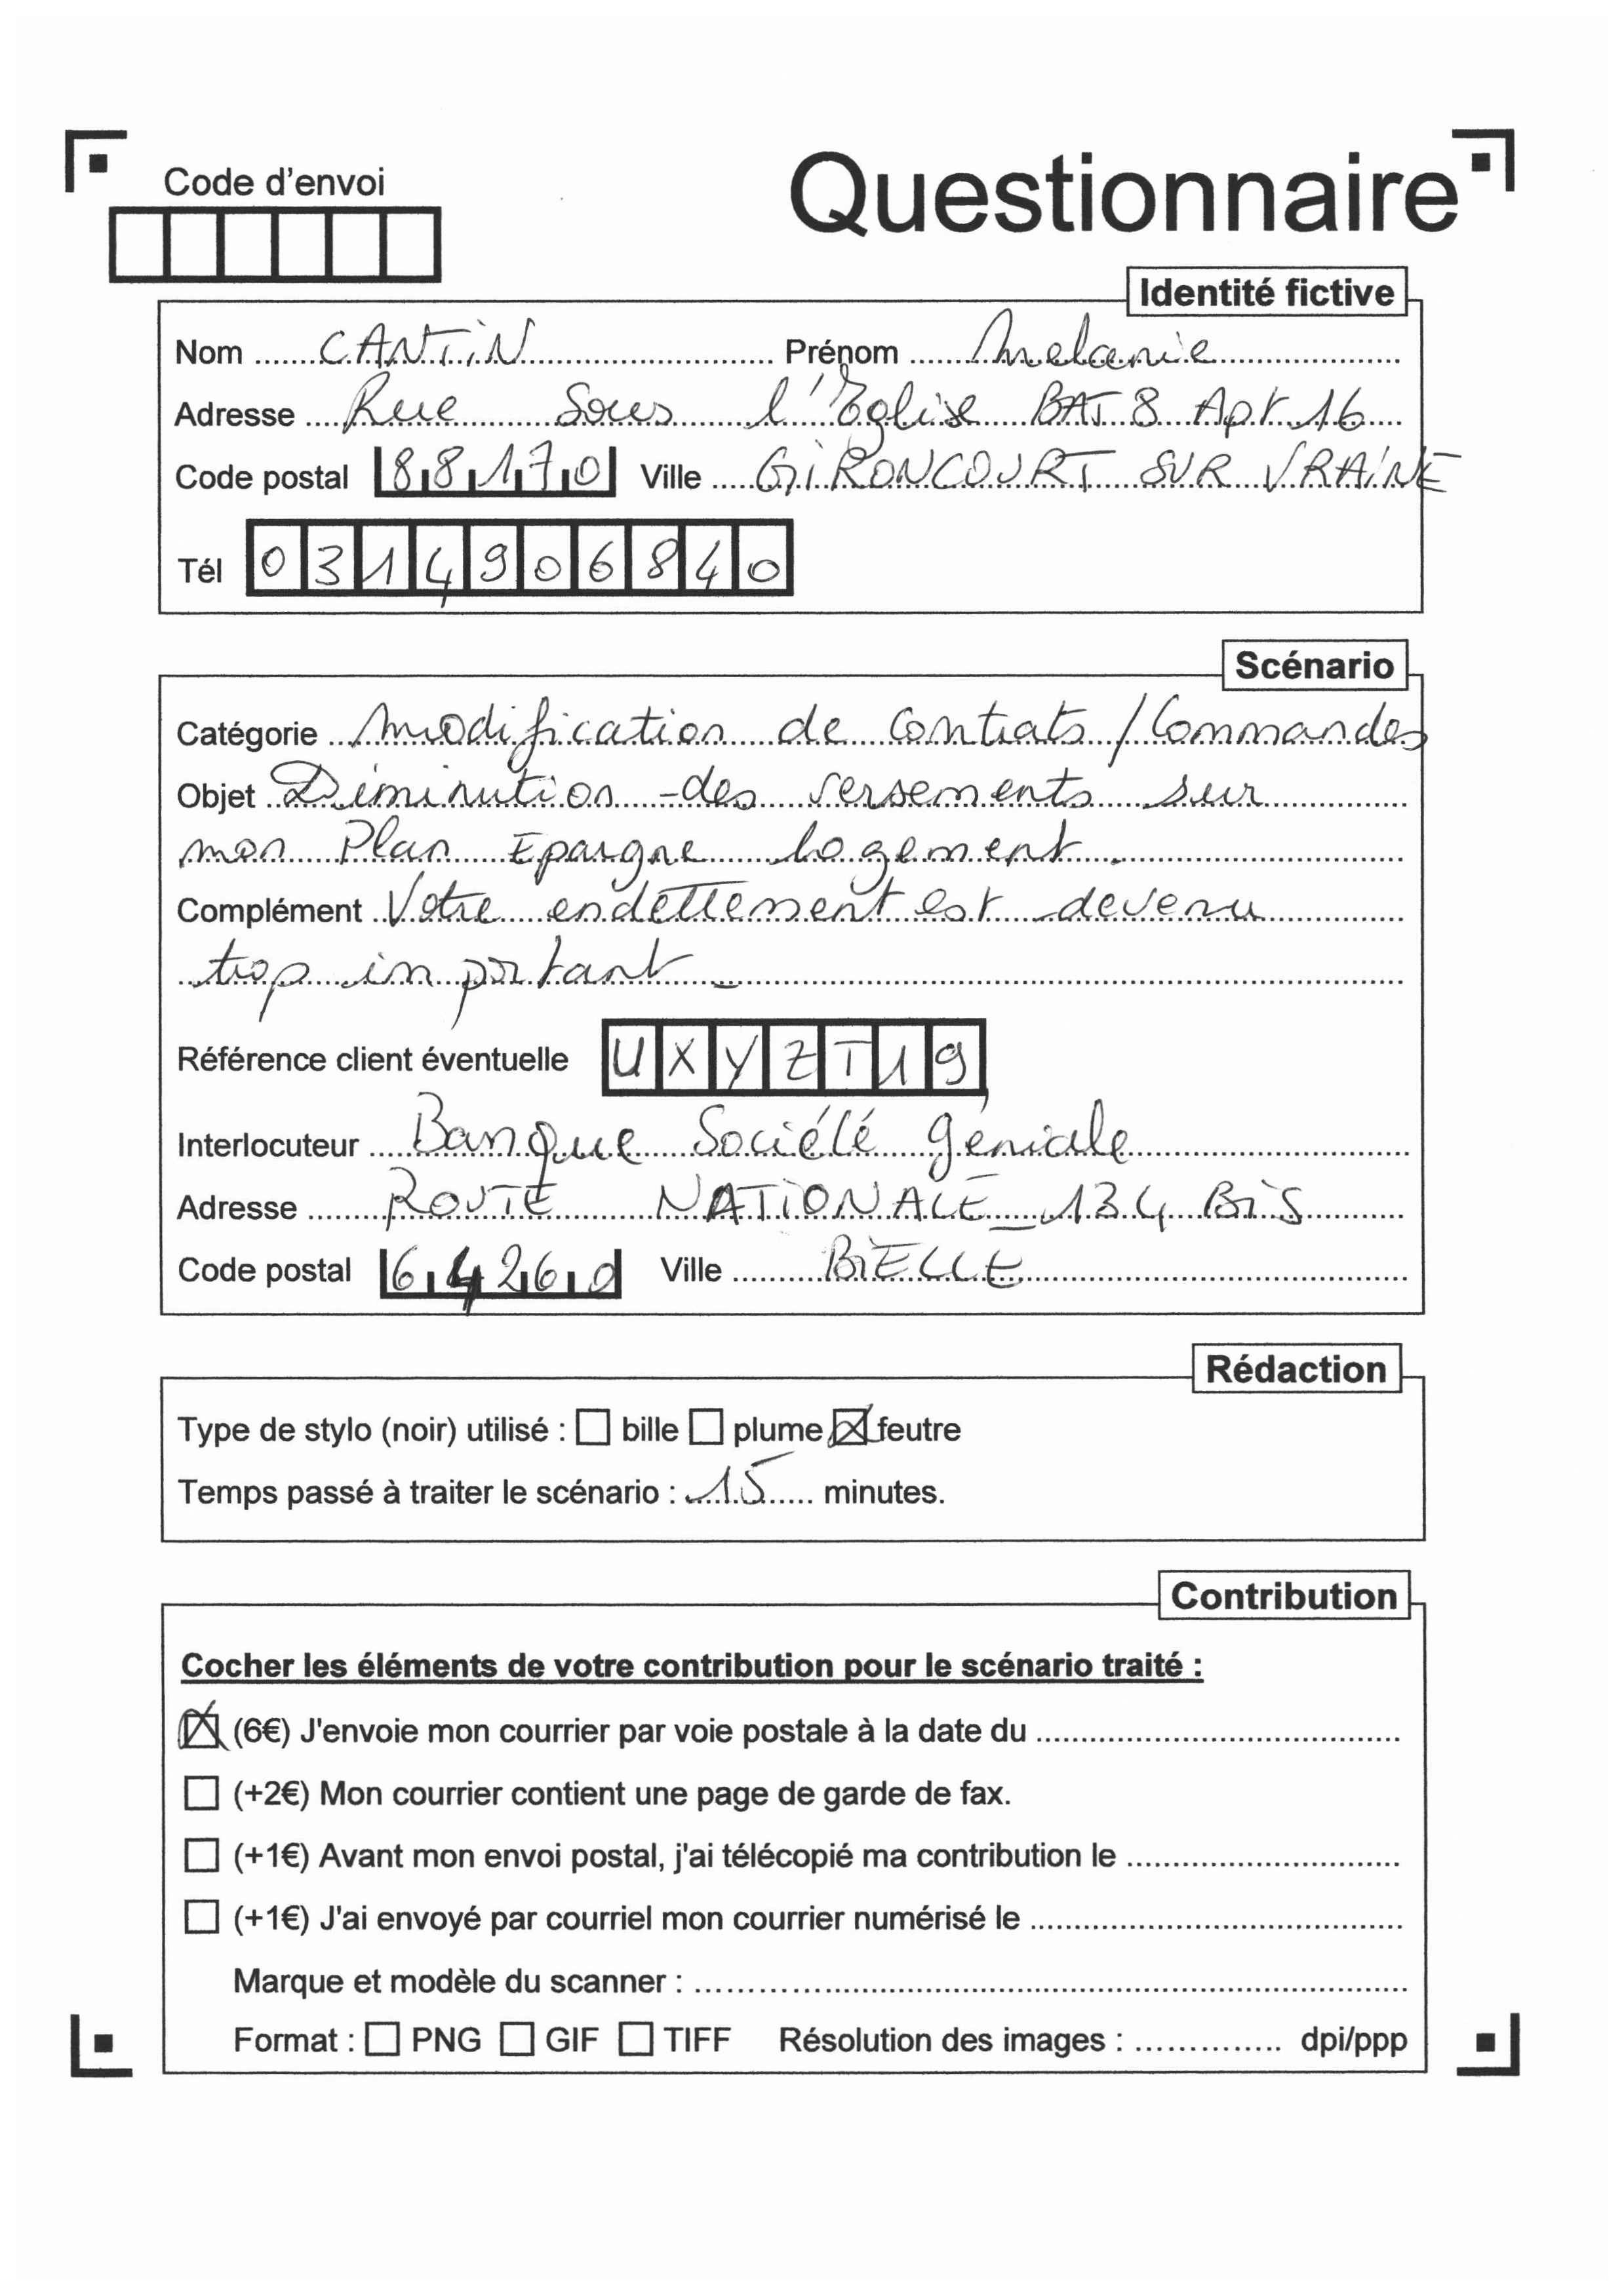 Code d'envoi
Questionnaire
Identité fictive
Nom CANTIN Prénom Melanie
Adresse Rue Sous l'Eglise BAT 8 Apt 16
Code postal 88170 Ville GIRONCOURT SUR VRAINE
Tél 0314906840
Scénario
Catégorie Modification de contrats / Commandes
Objet Diminution des versements sur
mon Plan Epargne Logement.
Complément Votre endettement est devenu
trop important
Référence client éventuelle UXYZT19
Interlocuteur Banque Société géniale
Adresse ROUTE NATIONALE _ 134 Bis
Code postal 64260 Ville BIELLE
Rédaction
Type de stylo (noir) utilisé : bille plume feutre
Temps passé à traiter le scénario : 15 minutes.
Contribution
Cocher les éléments de votre contribution pour le scénario traité :
(6€) J'envoie mon courrier par voie postale à la date du
(+2€) Mon courrier contient une page de garde de fax.
(+1€) Avant mon envoi postal, j'ai télécopié ma contribution le
(+1€) J'ai envoyé par courriel mon courrier numérisé le
Marque et modèle du scanner :
Format : PNG GIF TIFF Résolution des images : dpi/ppp